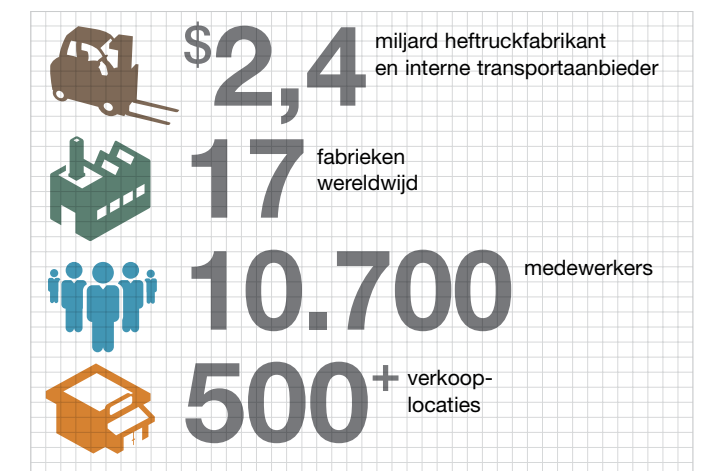 $2,4 miljard heftruckfabrikant
en interne transportaanbieder
17 fabrieken
wereldwijd
10.700 medewerkers
500+ verkoop-
locaties